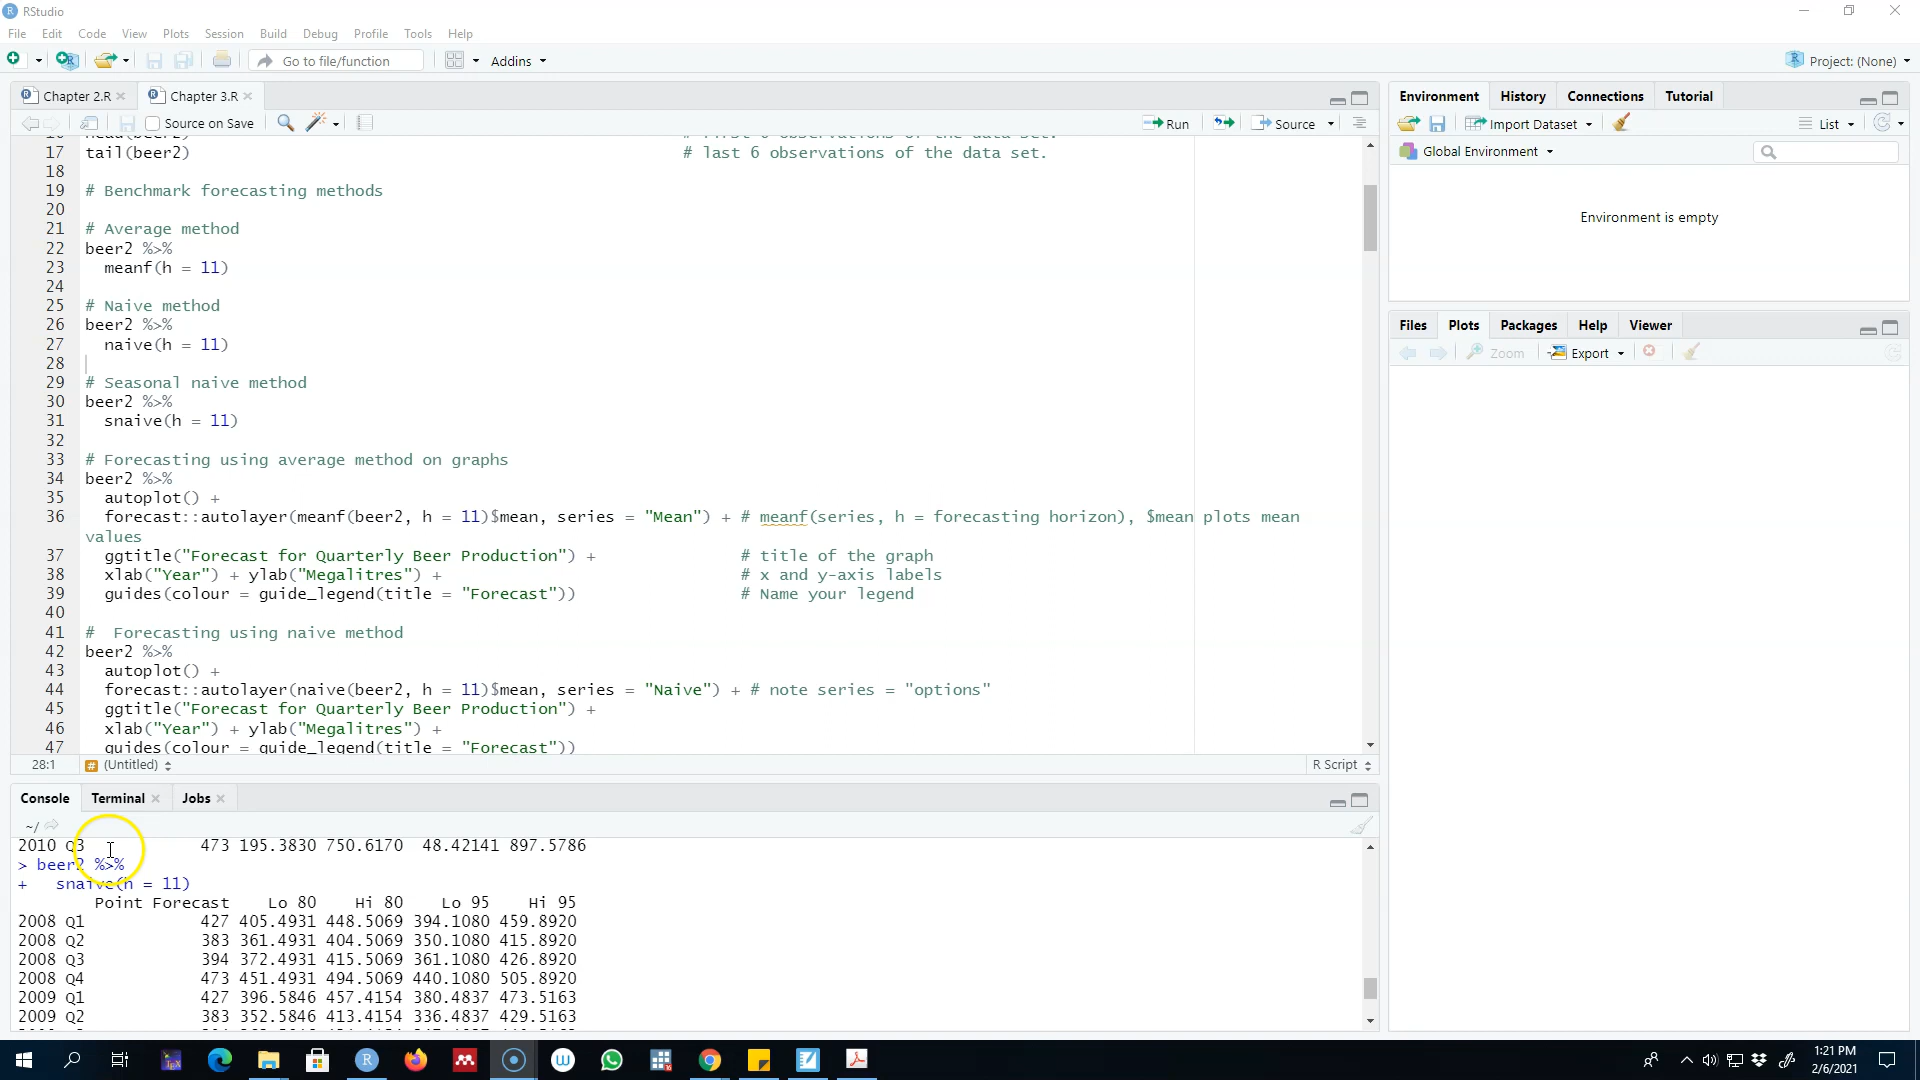 RStudio
File Edit Code View Plots Session Build Debug Profile Tools Help
Go to file/function Addins Project: (None)
Chapter 2.R Chapter 3.R
Source on Save Run Source
17 tail(beer2) # last 6 observations of the data set.
18
19 # Benchmark forecasting methods
20
21 # Average method
22 beer2 %>%
23 meanf(h = 11)
24
25 # Naive method
26 beer2 %>%
27 naive(h = 11)
28
29 # Seasonal naive method
30 beer2 %>%
31 snaive(h = 11)
32
33 # Forecasting using average method on graphs
34 beer2 %>%
35 autoplot() +
36 forecast::autolayer(meanf(beer2, h = 11)$mean, series = "Mean") + # meanf(series, h = forecasting horizon), $mean plots mean
values
37 ggtitle("Forecast for Quarterly Beer Production") + # title of the graph
38 xlab("Year") + ylab("Megalitres") + # x and y-axis labels
39 guides(colour = guide_legend(title = "Forecast")) # Name your legend
40
41 # Forecasting using naive method
42 beer2 %>%
43 autoplot() +
44 forecast::autolayer(naive(beer2, h = 11)$mean, series = "Naive") + # note series = "options"
45 ggtitle("Forecast for Quarterly Beer Production") +
46 xlab("Year") + ylab("Megalitres") +
47 guides(colour = guide_legend(title = "Forecast"))
28:1 (Untitled) R Script
Console Terminal Jobs
~/
2010 Q3 473 195.3830 750.6170 48.42141 897.5786
> beer2 %>%
+ snaive(h = 11)
Point Forecast Lo 80 Hi 80 Lo 95 Hi 95
2008 Q1 427 405.4931 448.5069 394.1080 459.8920
2008 Q2 383 361.4931 404.5069 350.1080 415.8920
2008 Q3 394 372.4931 415.5069 361.1080 426.8920
2008 Q4 473 451.4931 494.5069 440.1080 505.8920
2009 Q1 427 396.5846 457.4154 380.4837 473.5163
2009 Q2 383 352.5846 413.4154 336.4837 429.5163
Environment History Connections Tutorial
Import Dataset List
Global Environment
Environment is empty
Files Plots Packages Help Viewer
Zoom Export
1:21 PM
2/6/2021